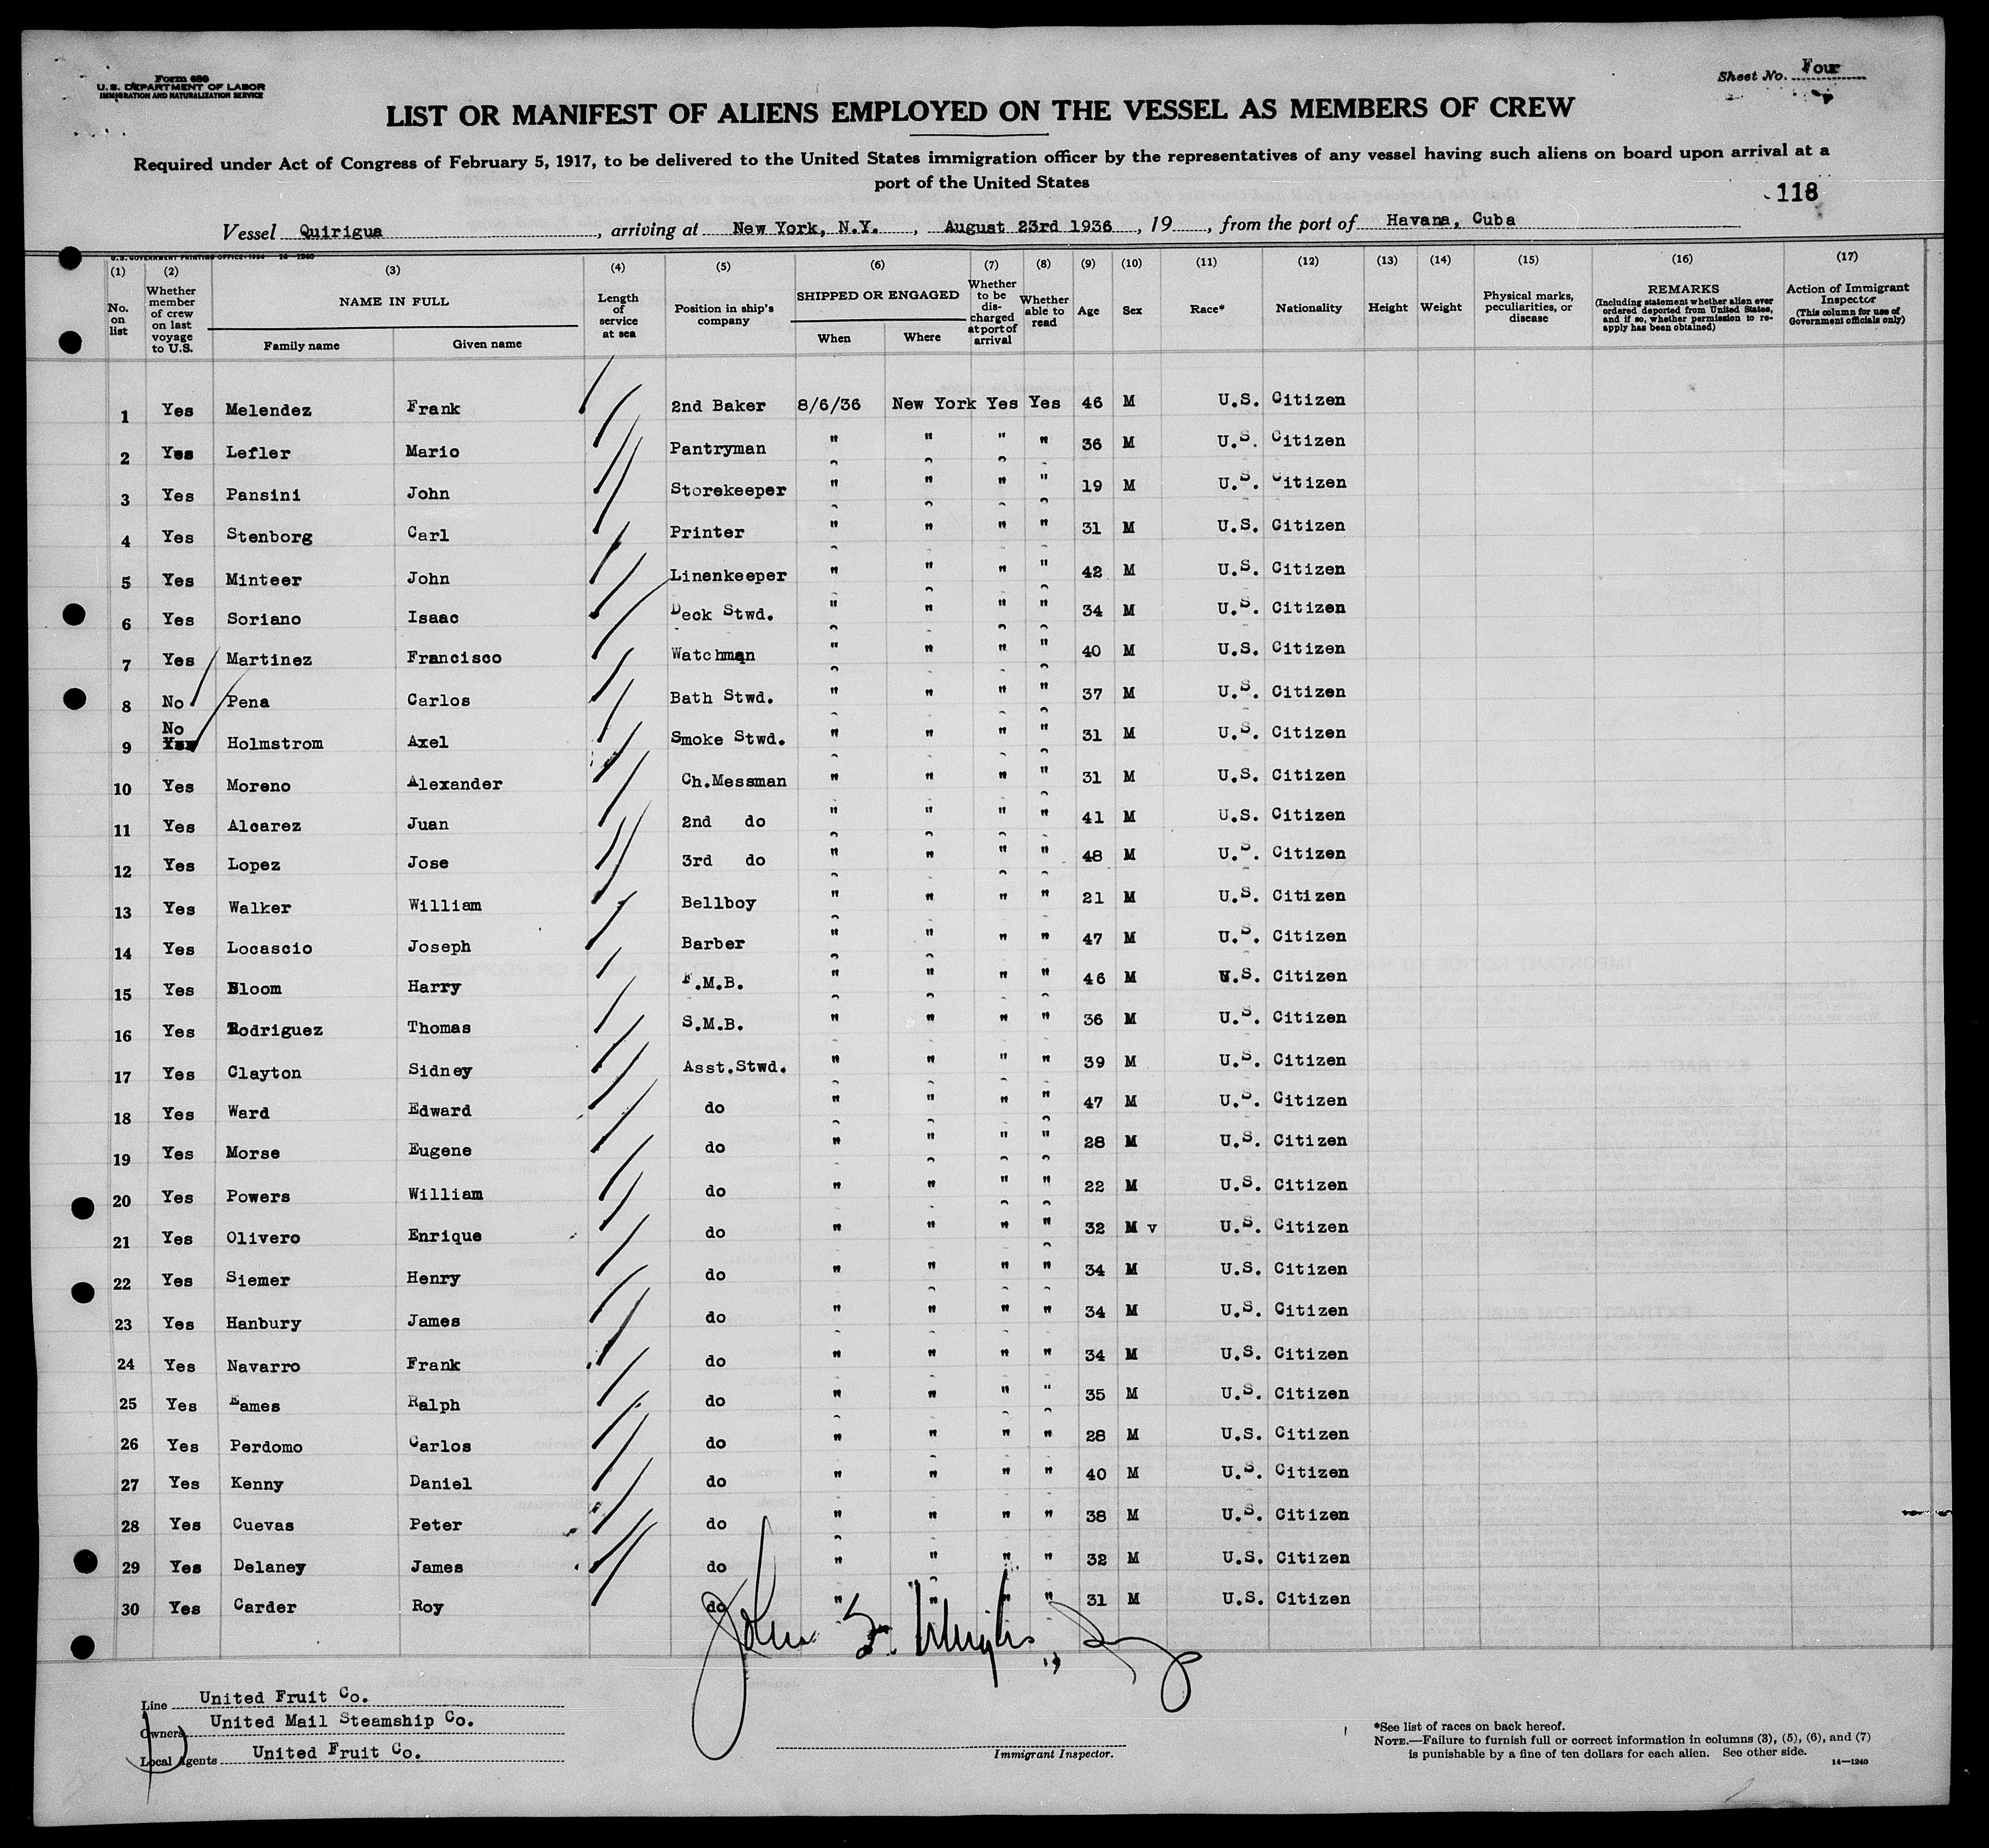 Form 689
U. S. DEPARTMENT OF LABOR
IMMIGRATION AND NATURALIZATION SERVICE
Sheet No. Four
LIST OR MANIFEST OF ALIENS EMPLOYED ON THE VESSEL AS MEMBERS OF CREW
Required under Act of Congress of February 5, 1917, to be delivered to the United States immigration officer by the representatives of any vessel having such aliens on board upon arrival at a
port of the United States
118
Vessel Quirigua, arriving at New York, N.Y., August 23rd 1936, 19, from the port of Havana, Cuba
U. S. GOVERNMENT PRINTING OFFICE: 1934 14-1240
(1) (2) (3) (4) (5) (6) (7) (8) (9) (10) (11) (12) (13) (14) (15) (16) (17)
No. on list
Whether member of crew on last voyage to U.S.
NAME IN FULL
Family name Given name
Length of service at sea
Position in ship's company
SHIPPED OR ENGAGED
When Where
Whether to be discharged at port of arrival
Whether able to read
Age
Sex
Race*
Nationality
Height
Weight
Physical marks, peculiarities, or disease
REMARKS
(Including statement whether alien ever ordered deported from United States, and if so, whether permission to reapply has been obtained)
Action of Immigrant Inspector
(This column for use of Government officials only)
1 Yes Melendez Frank 2nd Baker 8/6/36 New York Yes Yes 46 M U.S. Citizen
2 Yes Lefler Mario Pantryman " " " " 36 M U.S. Citizen
3 Yes Pansini John Storekeeper " " " " 19 M U.S. Citizen
4 Yes Stenborg Carl Printer " " " " 31 M U.S. Citizen
5 Yes Minteer John Linenkeeper " " " " 42 M U.S. Citizen
6 Yes Soriano Isaac Deck Stwd. " " " " 34 M U.S. Citizen
7 Yes Martinez Francisco Watchman " " " " 40 M U.S. Citizen
8 No Pena Carlos Bath Stwd. " " " " 37 M U.S. Citizen
9 No Holmstrom Axel Smoke Stwd. " " " " 31 M U.S. Citizen
10 Yes Moreno Alexander Ch.Messman " " " " 31 M U.S. Citizen
11 Yes Alcarez Juan 2nd do " " " " 41 M U.S. Citizen
12 Yes Lopez Jose 3rd do " " " " 48 M U.S. Citizen
13 Yes Walker William Bellboy " " " " 21 M U.S. Citizen
14 Yes Locascio Joseph Barber " " " " 47 M U.S. Citizen
15 Yes Bloom Harry F.M.B. " " " " 46 M U.S. Citizen
16 Yes Rodriguez Thomas S.M.B. " " " " 36 M U.S. Citizen
17 Yes Clayton Sidney Asst.Stwd. " " " " 39 M U.S. Citizen
18 Yes Ward Edward do " " " " 47 M U.S. Citizen
19 Yes Morse Eugene do " " " " 28 M U.S. Citizen
20 Yes Powers William do " " " " 22 M U.S. Citizen
21 Yes Olivero Enrique do " " " " 32 M v U.S. Citizen
22 Yes Siemer Henry do " " " " 34 M U.S. Citizen
23 Yes Hanbury James do " " " " 34 M U.S. Citizen
24 Yes Navarro Frank do " " " " 34 M U.S. Citizen
25 Yes Eames Ralph do " " " " 35 M U.S. Citizen
26 Yes Perdomo Carlos do " " " " 28 M U.S. Citizen
27 Yes Kenny Daniel do " " " " 40 M U.S. Citizen
28 Yes Cuevas Peter do " " " " 38 M U.S. Citizen
29 Yes Delaney James do " " " " 32 M U.S. Citizen
30 Yes Carder Roy do " " " " 31 M U.S. Citizen
Line United Fruit Co.
Owners United Mail Steamship Co.
Local Agents United Fruit Co.
Immigrant Inspector.
*See list of races on back hereof.
NOTE.—Failure to furnish full or correct information in columns (3), (5), (6), and (7)
is punishable by a fine of ten dollars for each alien. See other side.
14—1240